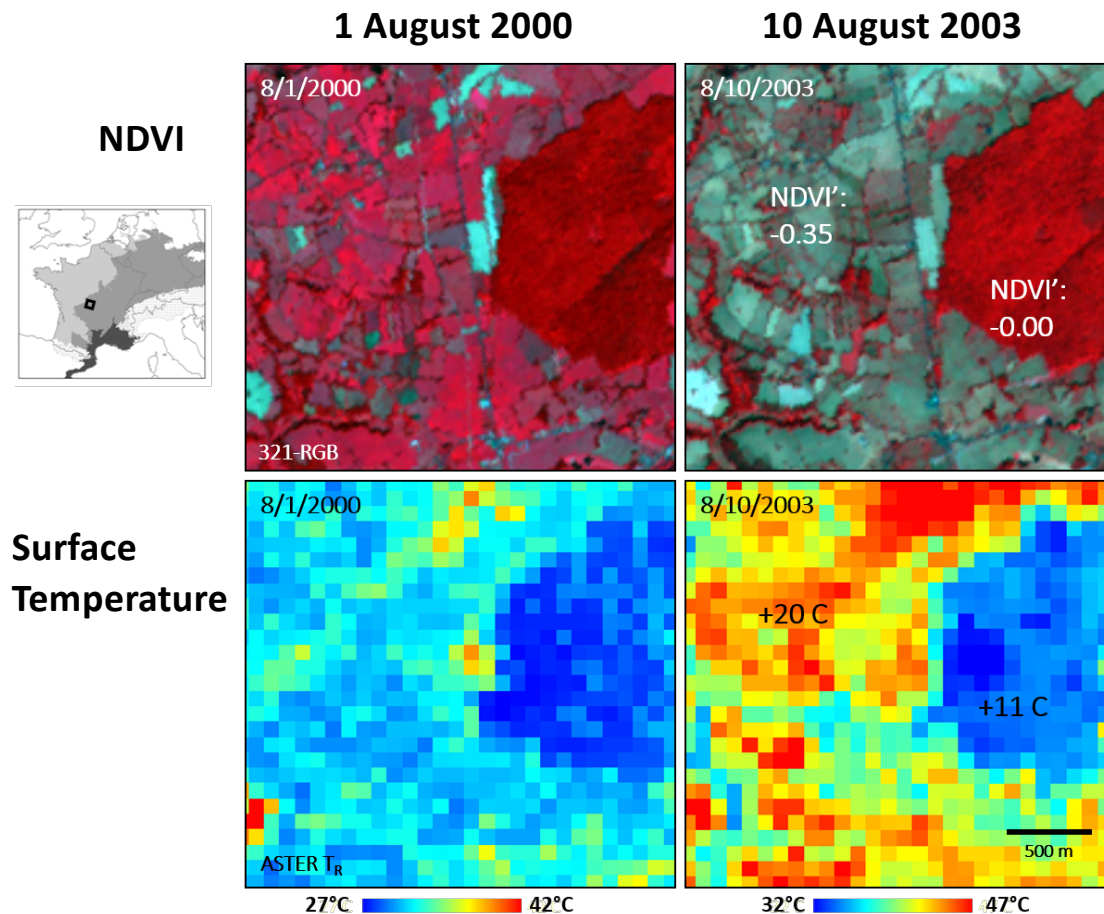 1 August 2000
10 August 2003
NDVI
8/1/2000
321-RGB
8/10/2003
NDVI’:
-0.35
NDVI’:
-0.00
Surface
Temperature
8/1/2000
ASTER TR
8/10/2003
+20 C
+11 C
500 m
27°C
42°C
32°C
47°C